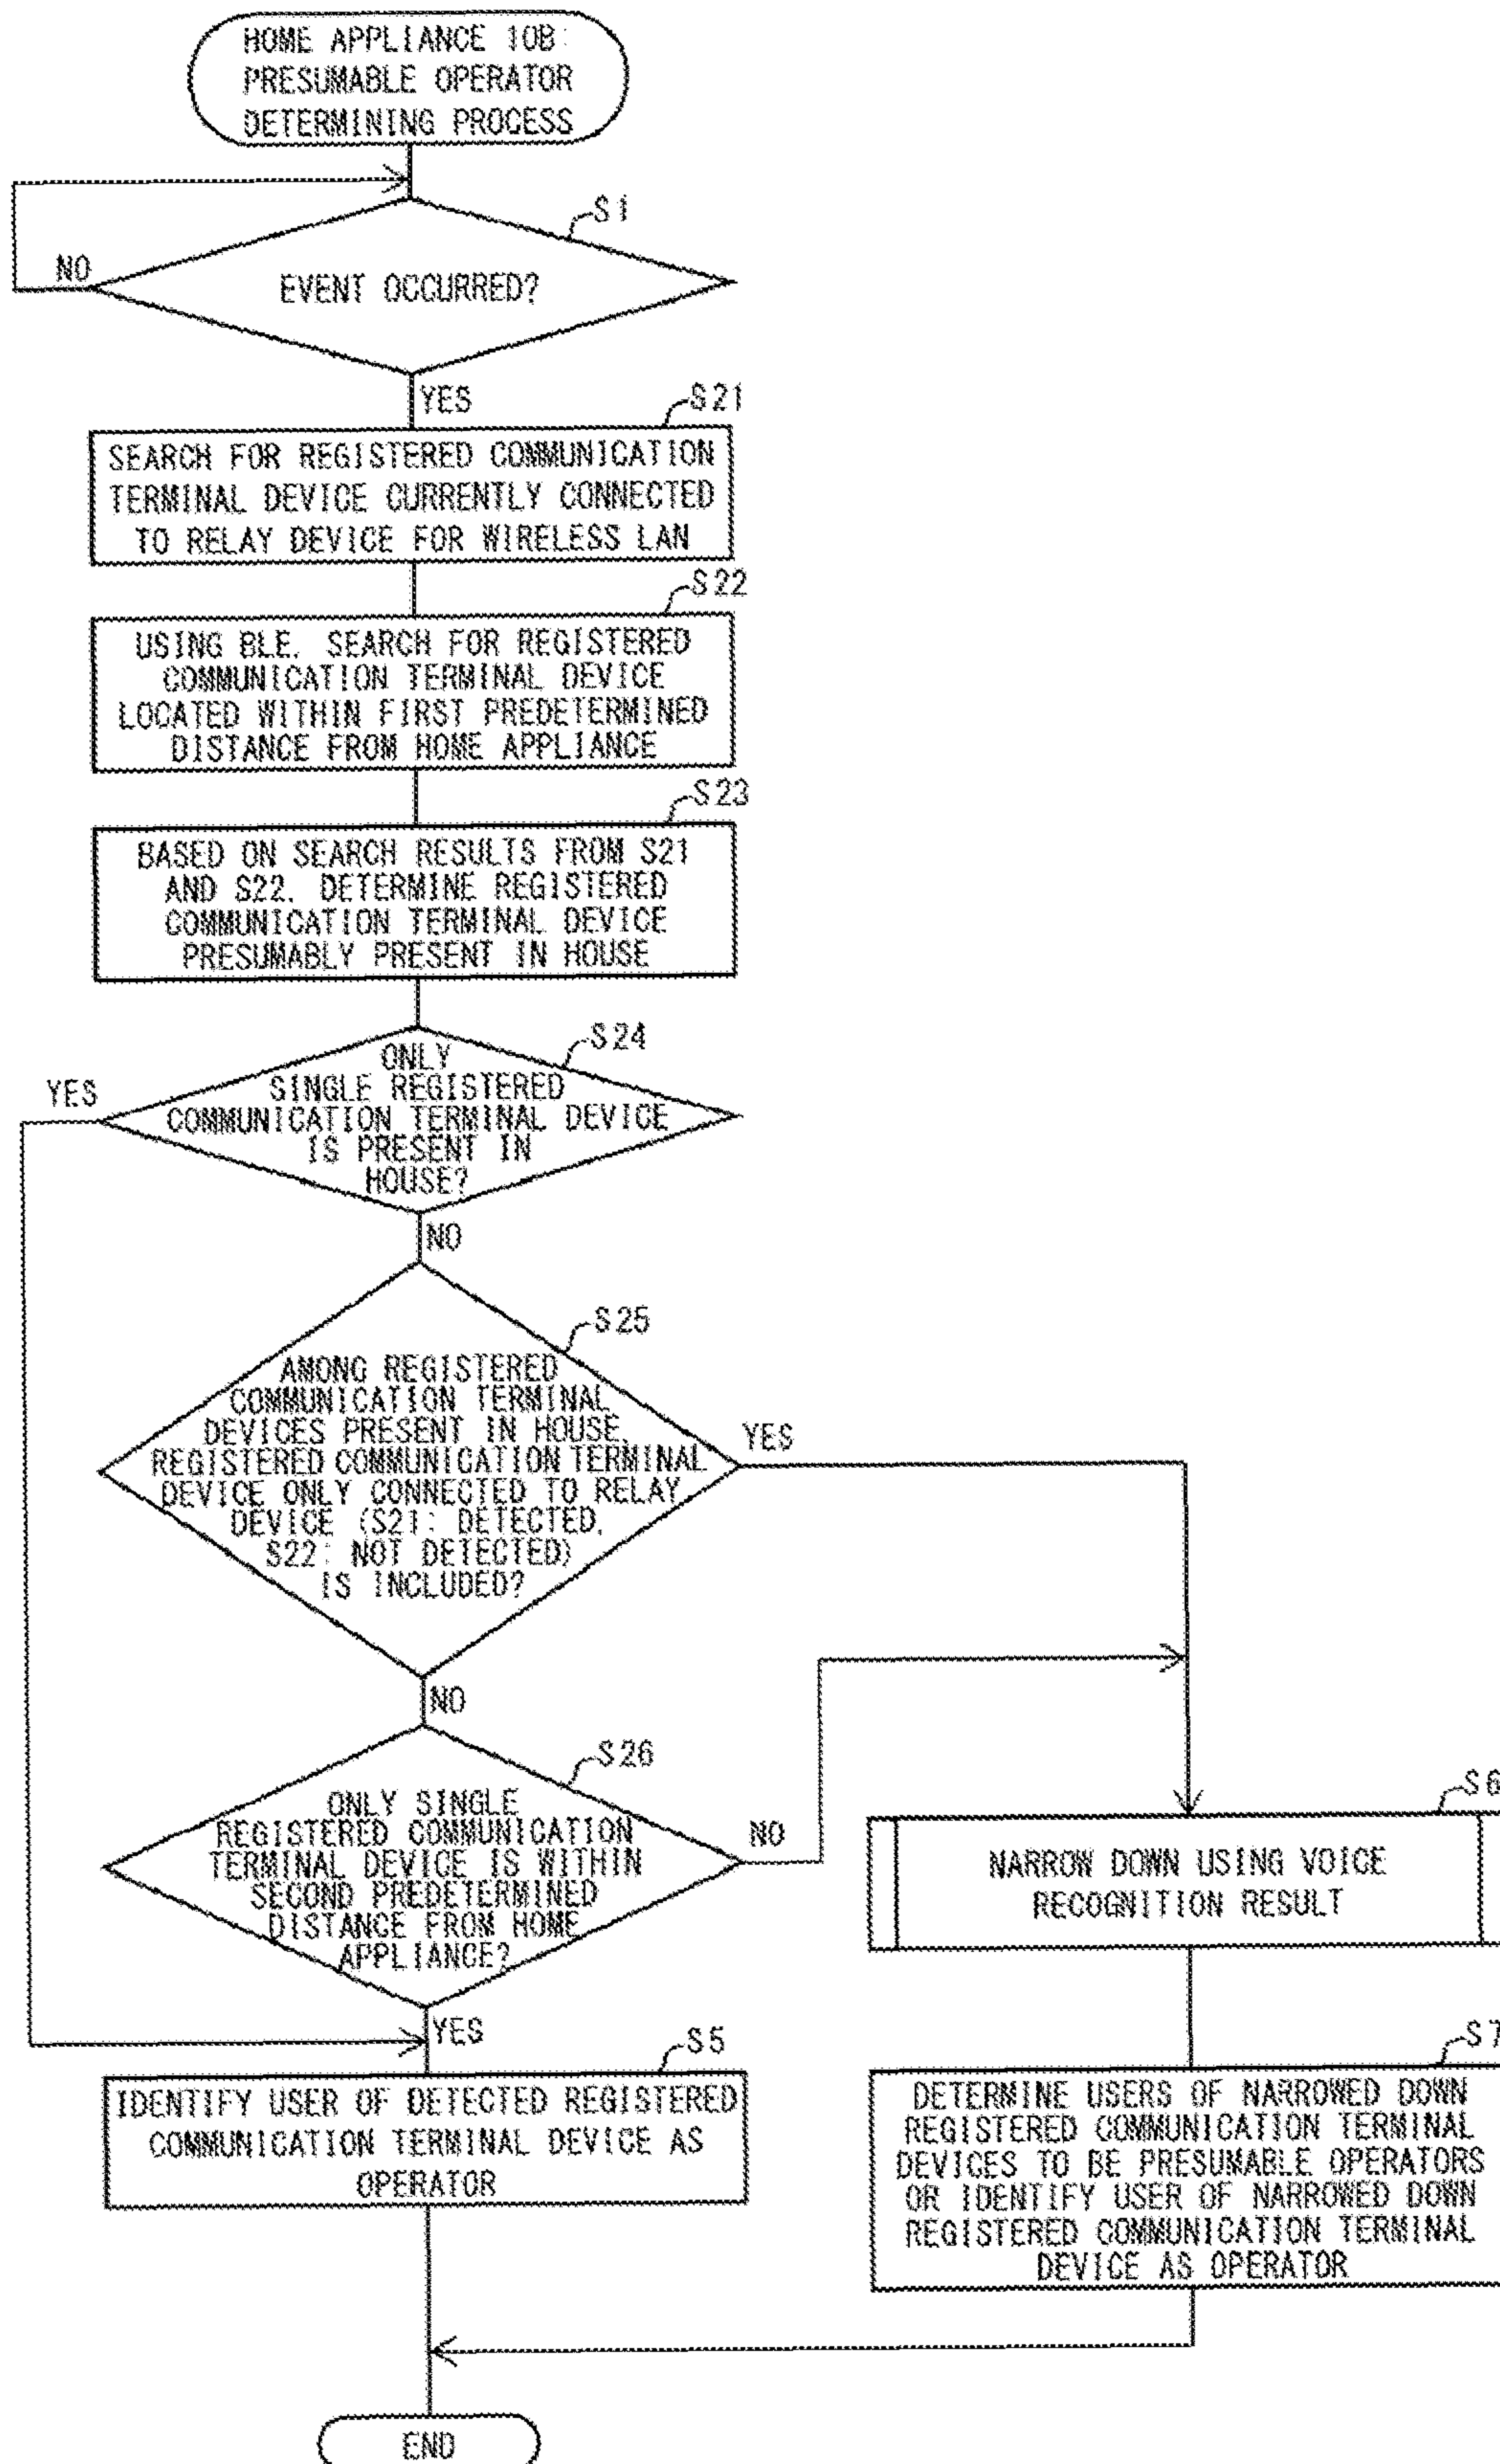 HOME APPLIANCE 10B:
PRESUMABLE OPERATOR
DETERMINING PROCESS
S1
NO
EVENT OCCURRED?
YES
S21
SEARCH FOR REGISTERED COMMUNICATION
TERMINAL DEVICE CURRENTLY CONNECTED
TO RELAY DEVICE FOR WIRELESS LAN
S22
USING BLE, SEARCH FOR REGISTERED
COMMUNICATION TERMINAL DEVICE
LOCATED WITHIN FIRST PREDETERMINED
DISTANCE FROM HOME APPLIANCE
S23
BASED ON SEARCH RESULTS FROM S21
AND S22, DETERMINE REGISTERED
COMMUNICATION TERMINAL DEVICE
PRESUMABLY PRESENT IN HOUSE
S24
YES
ONLY
SINGLE REGISTERED
COMMUNICATION TERMINAL DEVICE
IS PRESENT IN
HOUSE?
NO
S25
AMONG REGISTERED
COMMUNICATION TERMINAL
DEVICES PRESENT IN HOUSE,
REGISTERED COMMUNICATION TERMINAL
DEVICE ONLY CONNECTED TO RELAY
DEVICE (S21: DETECTED,
S22: NOT DETECTED)
IS INCLUDED?
YES
NO
S26
ONLY SINGLE
REGISTERED COMMUNICATION
TERMINAL DEVICE IS WITHIN
SECOND PREDETERMINED
DISTANCE FROM HOME
APPLIANCE?
NO
YES
S6
NARROW DOWN USING VOICE
RECOGNITION RESULT
S5
IDENTIFY USER OF DETECTED REGISTERED
COMMUNICATION TERMINAL DEVICE AS
OPERATOR
S7
DETERMINE USERS OF NARROWED DOWN
REGISTERED COMMUNICATION TERMINAL
DEVICES TO BE PRESUMABLE OPERATORS
OR IDENTIFY USER OF NARROWED DOWN
REGISTERED COMMUNICATION TERMINAL
DEVICE AS OPERATOR
END